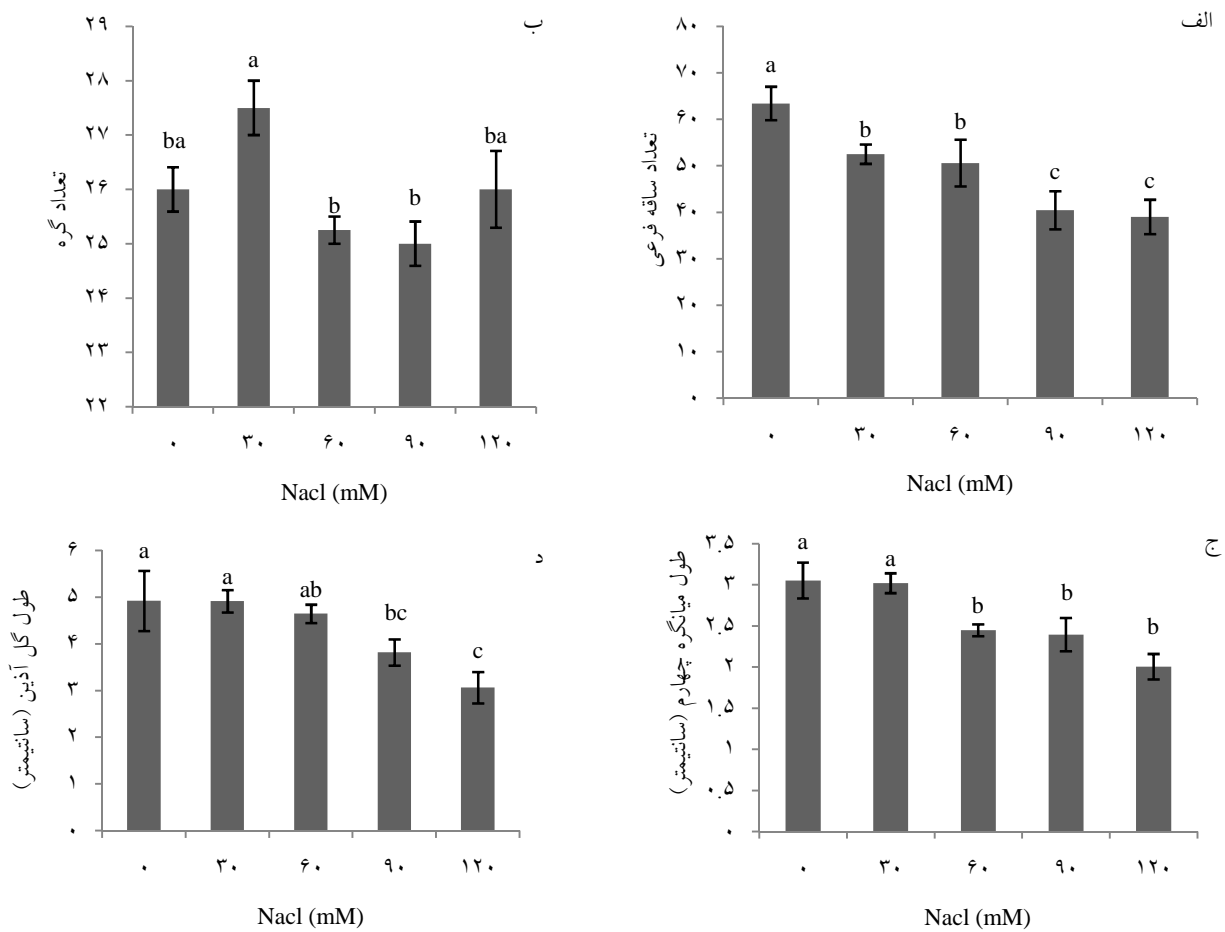 الف
تعداد ساقه فرعی
۸۰
۷۰
۶۰
۵۰
۴۰
۳۰
۲۰
۱۰
۰
a
b
b
c
c
۰ ۳۰ ۶۰ ۹۰ ۱۲۰
Nacl (mM)
ب
تعداد گره
۲۹
۲۸
۲۷
۲۶
۲۵
۲۴
۲۳
۲۲
ba
a
b
b
ba
۰ ۳۰ ۶۰ ۹۰ ۱۲۰
Nacl (mM)
ج
طول میانگره چهارم (سانتیمتر)
۳.۵
۳
۲.۵
۲
۱.۵
۱
۰.۵
۰
a
a
b
b
b
۰ ۳۰ ۶۰ ۹۰ ۱۲۰
Nacl (mM)
د
طول گل آذین (سانتیمتر)
۶
۵
۴
۳
۲
۱
۰
a
a
ab
bc
c
۰ ۳۰ ۶۰ ۹۰ ۱۲۰
Nacl (mM)